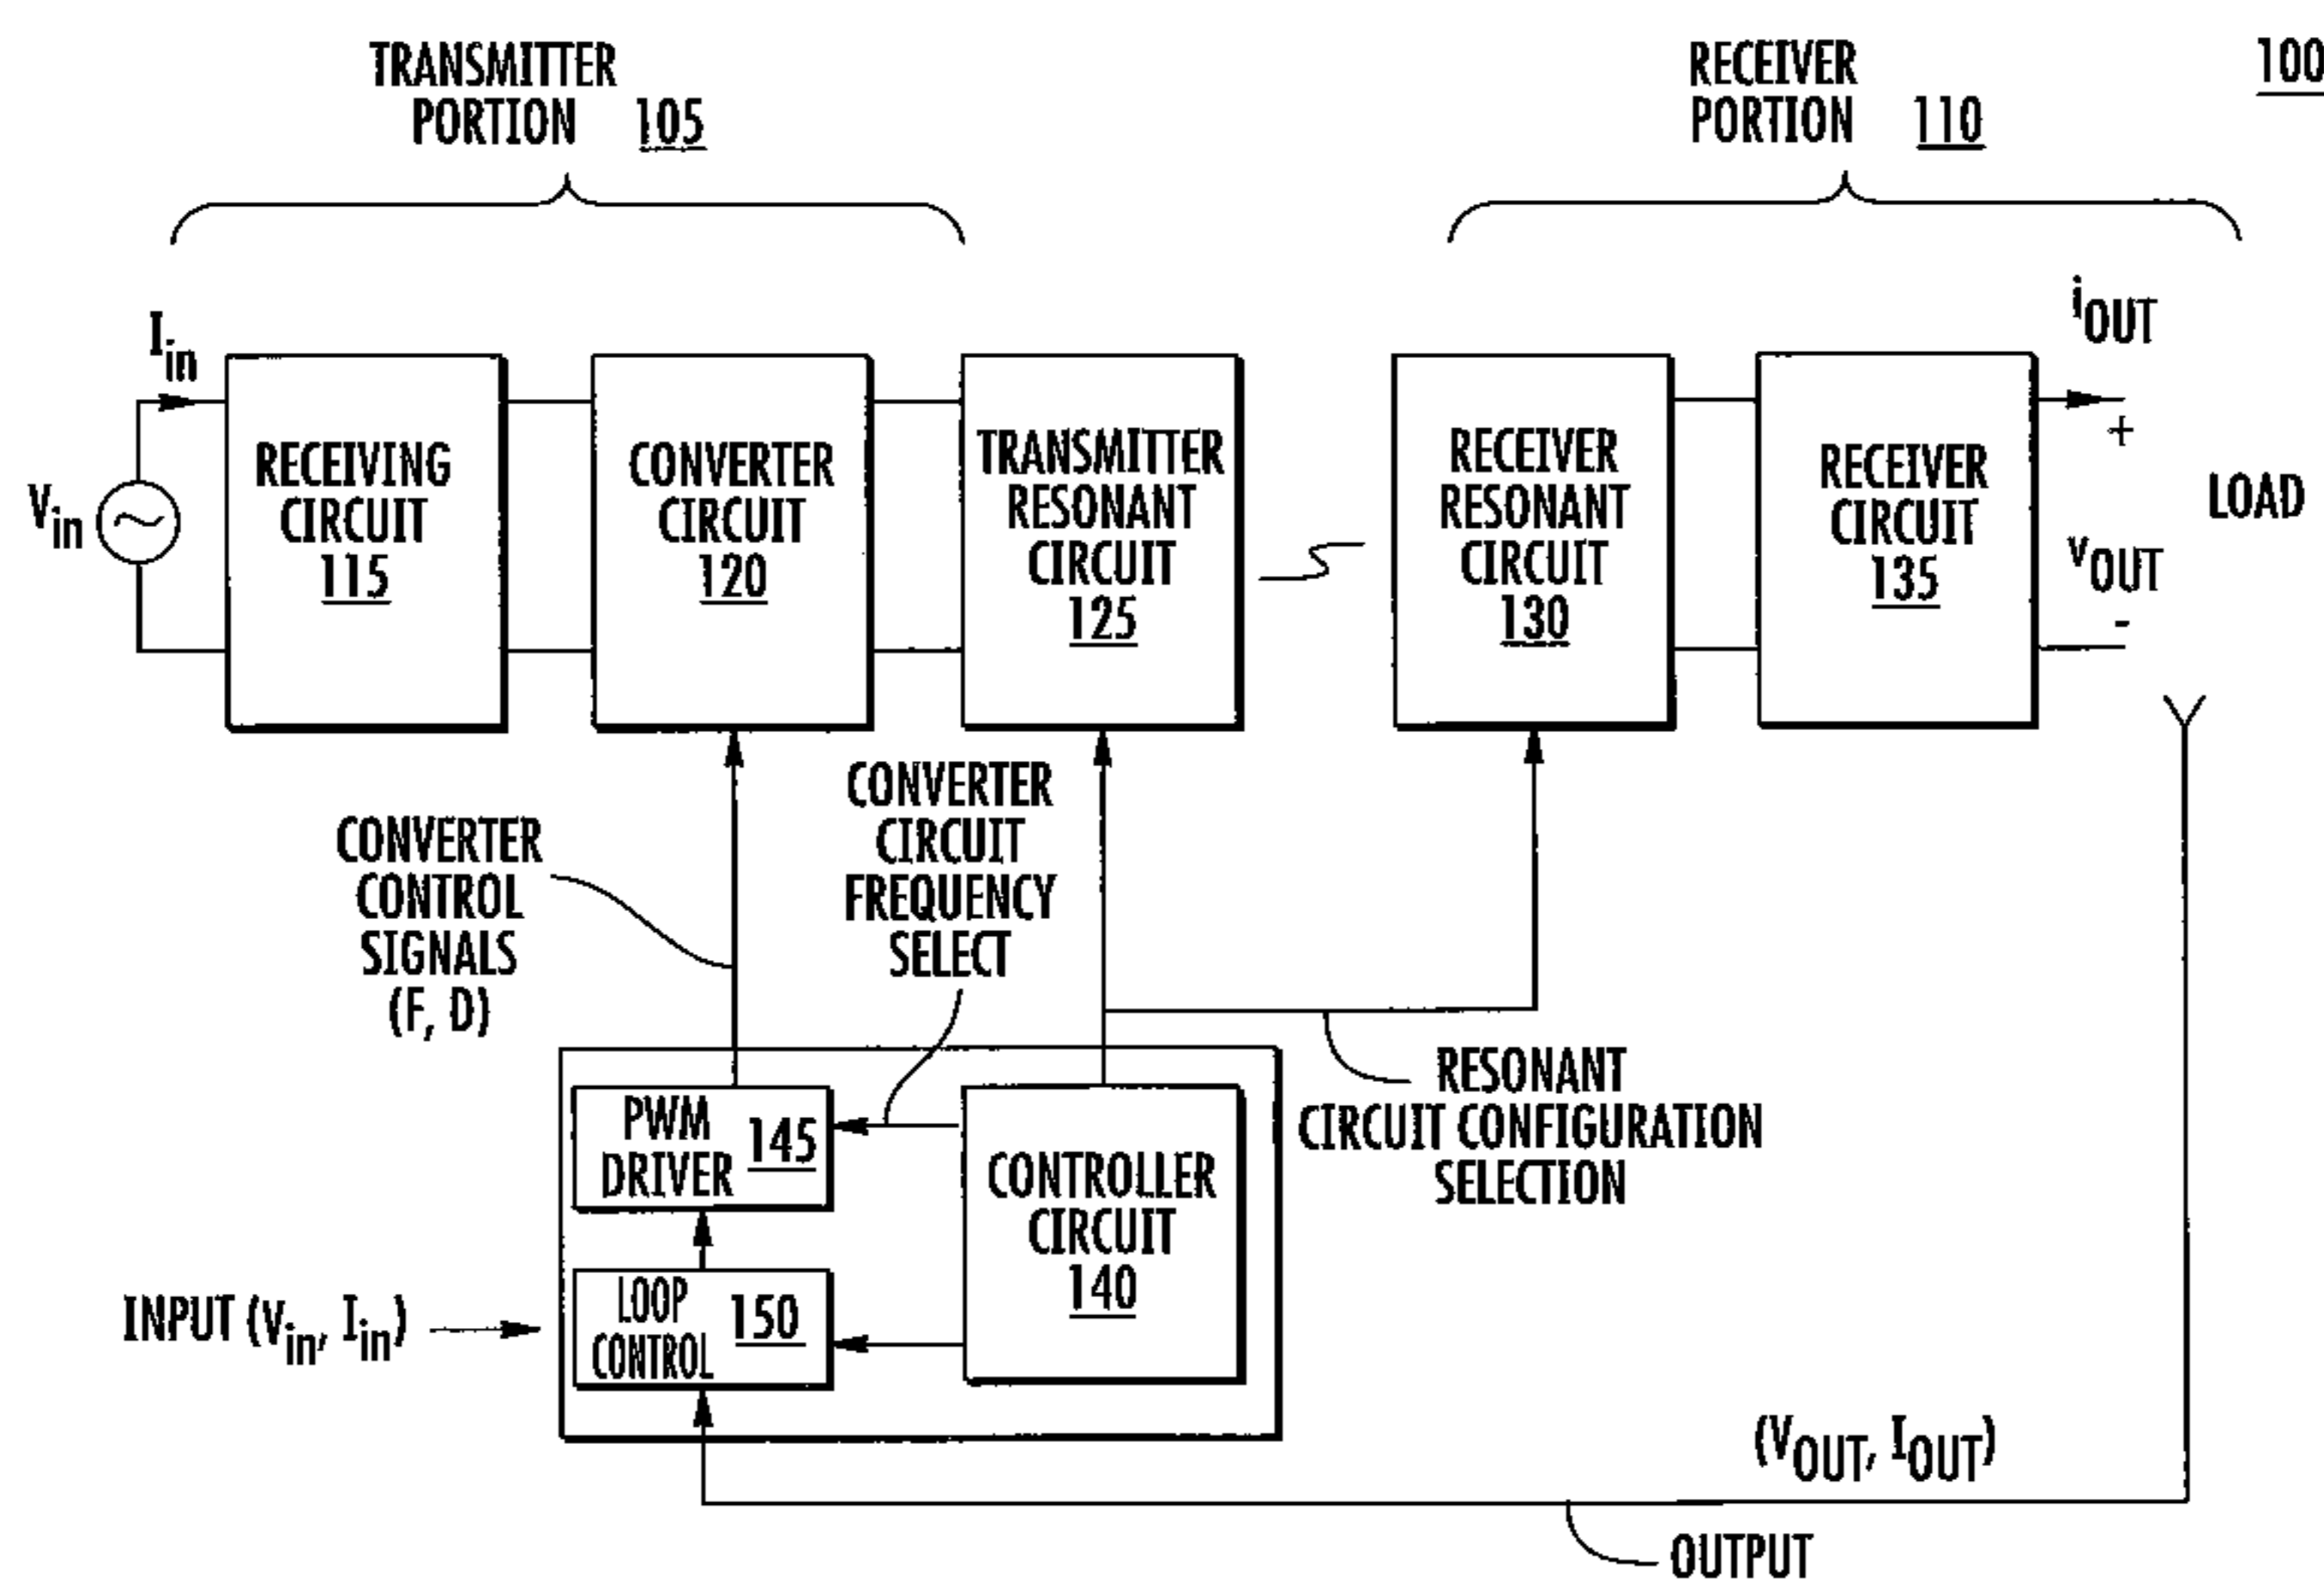 TRANSMITTER
PORTION 105
RECEIVER
PORTION 110
100
Iin
Vin
RECEIVING
CIRCUIT
115
CONVERTER
CIRCUIT
120
TRANSMITTER
RESONANT
CIRCUIT
125
RECEIVER
RESONANT
CIRCUIT
130
RECEIVER
CIRCUIT
135
iOUT
+
LOAD
vOUT
-
CONVERTER
CONTROL
SIGNALS
(F, D)
CONVERTER
CIRCUIT
FREQUENCY
SELECT
RESONANT
CIRCUIT CONFIGURATION
SELECTION
PWM
DRIVER 145
CONTROLLER
CIRCUIT
140
LOOP
CONTROL 150
INPUT (Vin, Iin)
(VOUT, IOUT)
OUTPUT